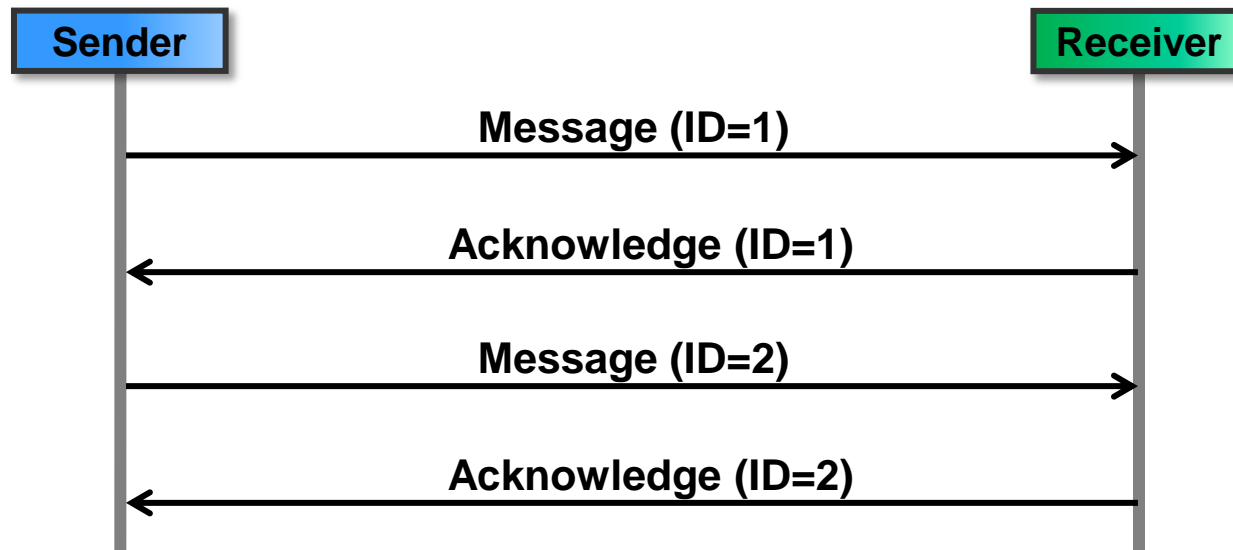 Sender
Receiver
Message (ID=1)
Acknowledge (ID=1)
Message (ID=2)
Acknowledge (ID=2)